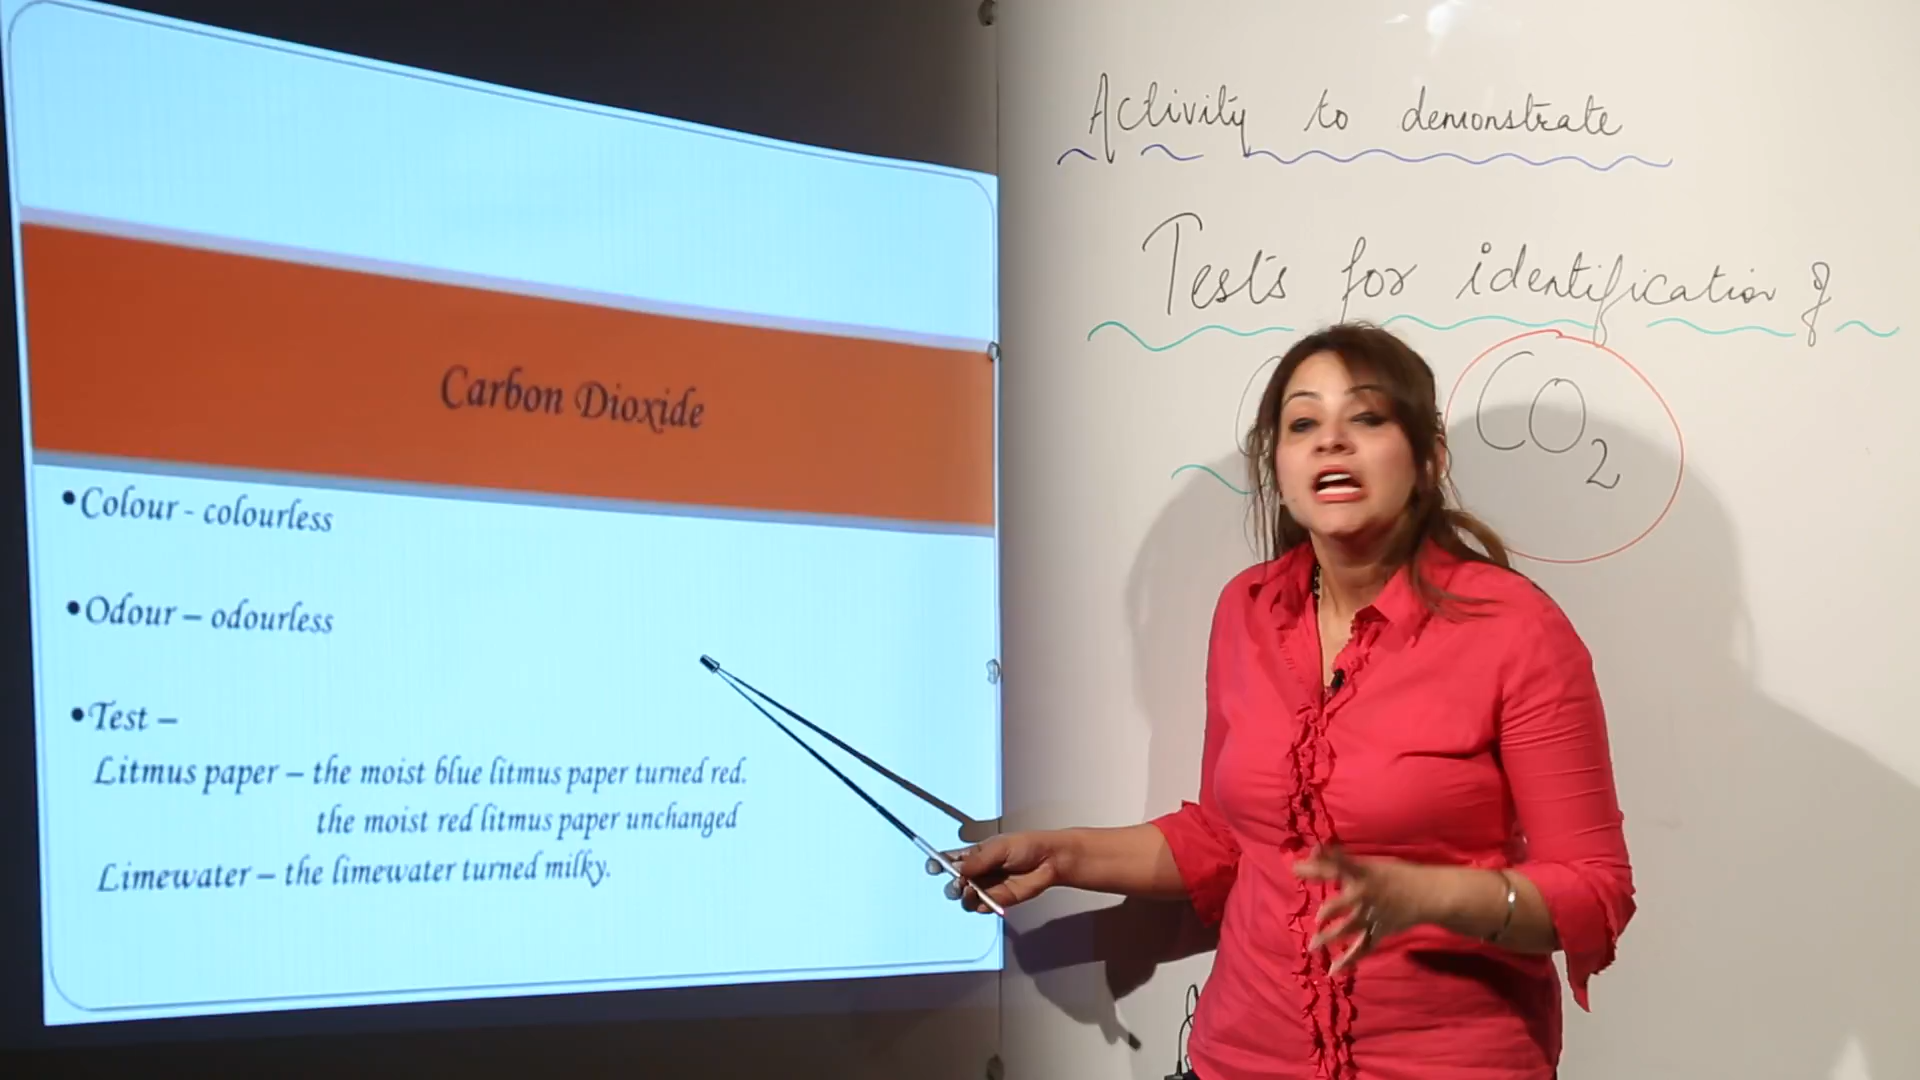 Carbon Dioxide
•Colour - colourless
•Odour – odourless
•Test –
Litmus paper – the moist blue litmus paper turned red.
the moist red litmus paper unchanged
Limewater – the limewater turned milky.
Activity to demonstrate
Tests for identification of
CO2